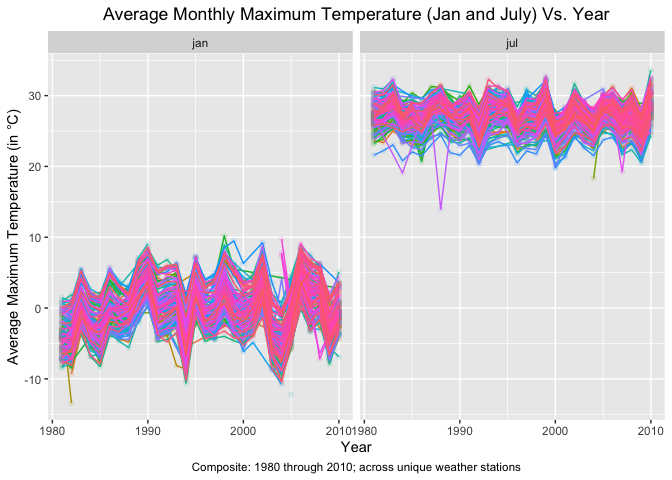 Average Monthly Maximum Temperature (Jan and July) Vs. Year
jan
jul
Average Maximum Temperature (in °C)
30
20
10
0
-10
1980
1990
2000
2010
1980
1990
2000
2010
Year
Composite: 1980 through 2010; across unique weather stations